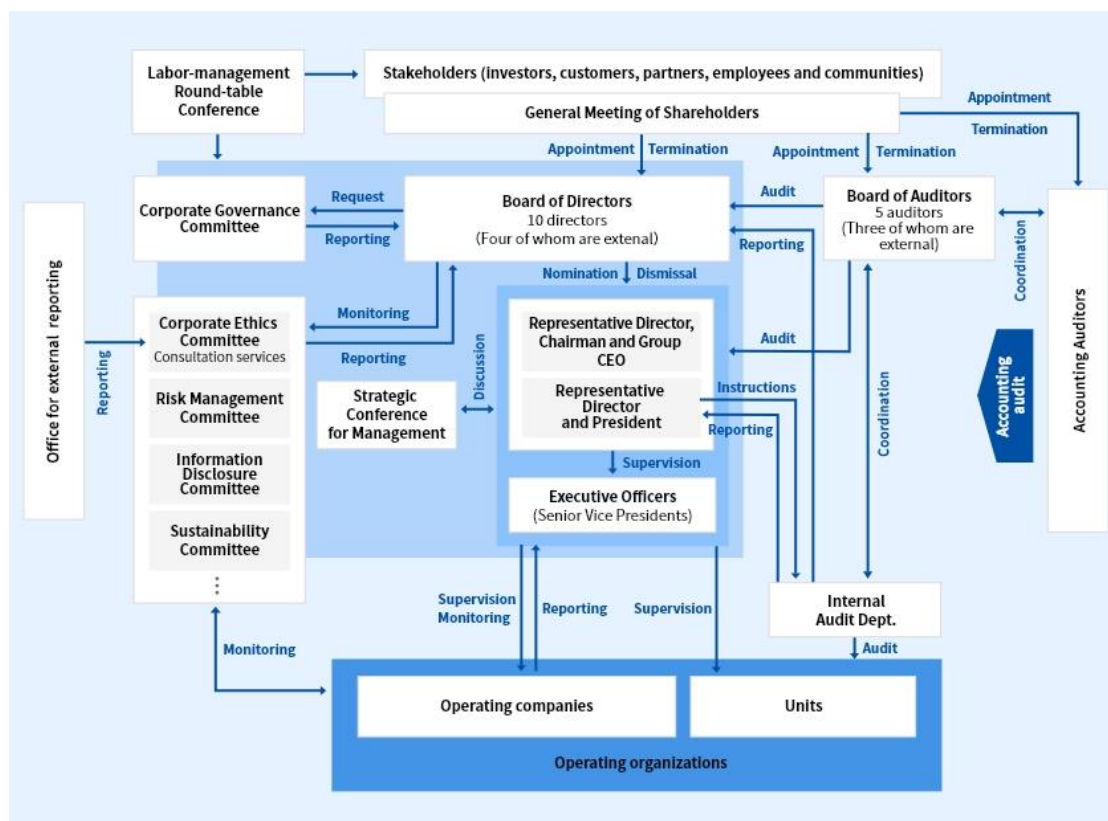 Labor-management
Round-table
Conference
Stakeholders (investors, customers, partners, employees and communities)
General Meeting of Shareholders
Appointment
Termination
Appointment
Termination
Appointment
Termination
Corporate Governance
Committee
Request
Reporting
Board of Directors
10 directors
(Four of whom are extenal)
Audit
Reporting
Board of Auditors
5 auditors
(Three of whom are
external)
Coordination
Accounting Auditors
Accounting
audit
Office for external reporting
Reporting
Nomination
Dismissal
Monitoring
Reporting
Corporate Ethics
Committee
Consultation services
Risk Management
Committee
Information
Disclosure
Committee
Sustainability
Committee
⋮
Strategic
Conference
for Management
Discussion
Representative Director,
Chairman and Group
CEO
Representative
Director
and President
Audit
Instructions
Reporting
Coordination
Supervision
Executive Officers
(Senior Vice Presidents)
Supervision
Monitoring
Reporting
Supervision
Internal
Audit Dept.
Audit
Monitoring
Operating companies
Units
Operating organizations